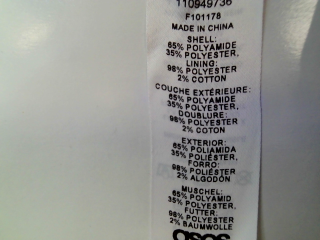 110949736
F101178
MADE IN CHINA
SHELL:
65% POLYAMIDE
35% POLYESTER,
LINING:
98% POLYESTER
2% COTTON
COUCHE EXTÉRIEURE:
65% POLYAMIDE
35% POLYESTER,
DOUBLURE:
98% POLYESTER
2% COTON
EXTERIOR:
65% POLIAMIDA
35% POLIÉSTER,
FORRO:
98% POLIÉSTER
2% ALGODÓN
MUSCHEL:
65% POLYAMID
35% POLYESTER,
FUTTER:
98% POLYESTER
2% BAUMWOLLE
asos